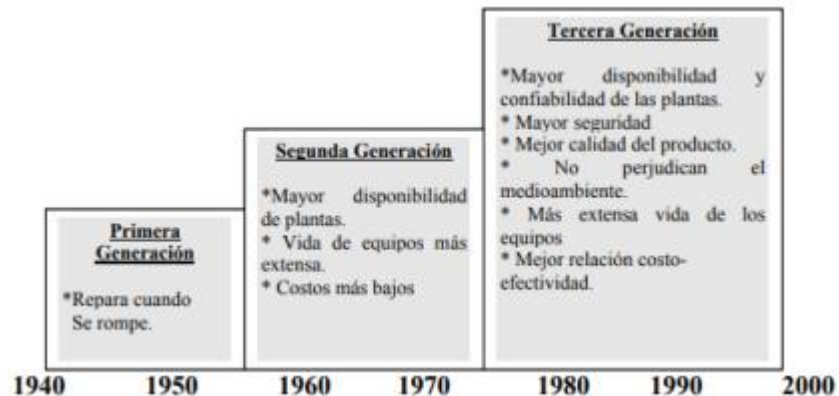 Tercera Generación
*Mayor disponibilidad y
confiabilidad de las plantas.
* Mayor seguridad
* Mejor calidad del producto.
* No perjudican el
medioambiente.
* Más extensa vida de los
equipos
* Mejor relación costo-
efectividad.
Segunda Generación
*Mayor disponibilidad
de plantas.
* Vida de equipos más
extensa.
* Costos más bajos
Primera
Generación
*Repara cuando
Se rompe.
1940 1950 1960 1970 1980 1990 2000